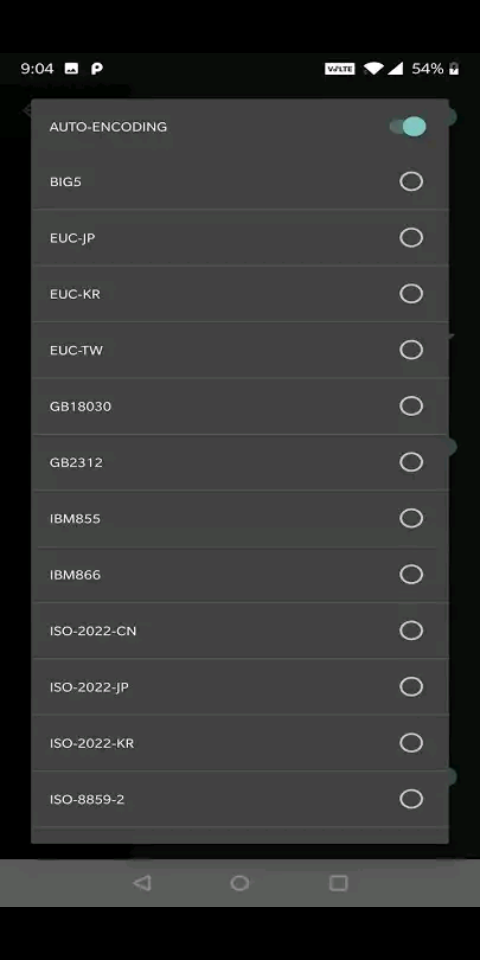 9:04 VoLTE 54%
AUTO-ENCODING
BIG5
EUC-JP
EUC-KR
EUC-TW
GB18030
GB2312
IBM855
IBM866
ISO-2022-CN
ISO-2022-JP
ISO-2022-KR
ISO-8859-2